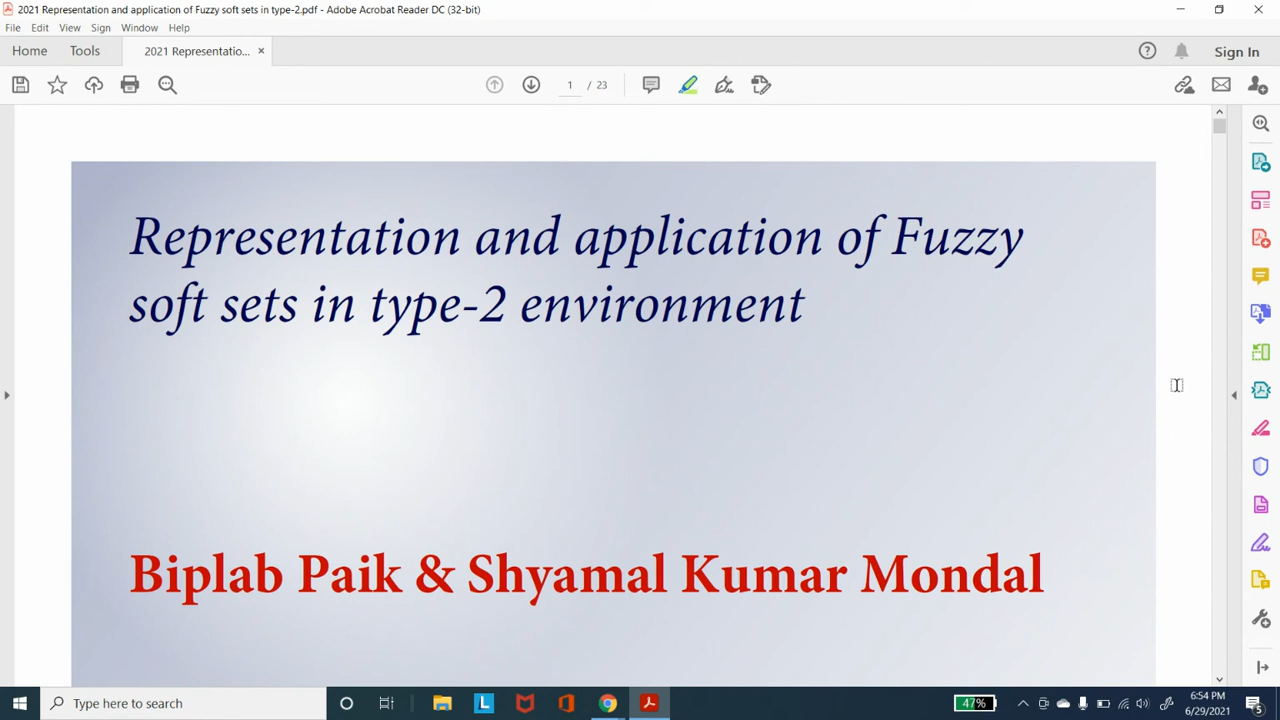 2021 Representation and application of Fuzzy soft sets in type-2.pdf - Adobe Acrobat Reader DC (32-bit)
File Edit View Sign Window Help
Home Tools 2021 Representatio... × Sign In
1 / 23
Representation and application of Fuzzy
soft sets in type-2 environment
Biplab Paik & Shyamal Kumar Mondal
Type here to search
47%
6:54 PM
6/29/2021
5